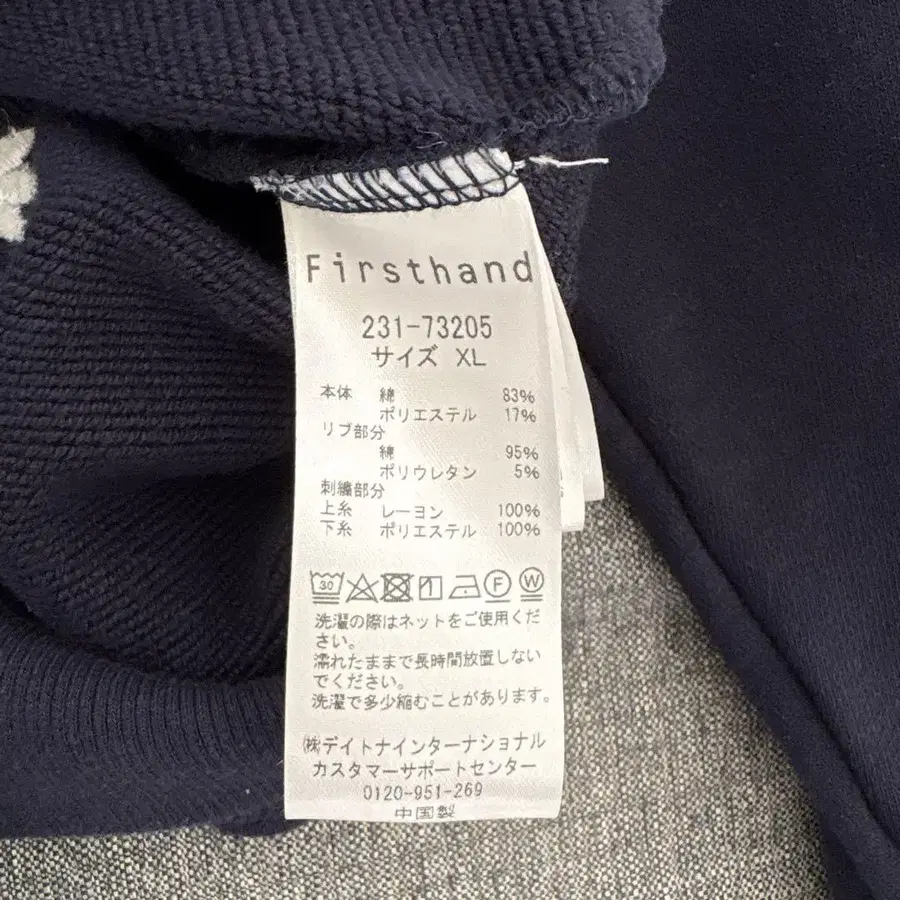 Firsthand
231-73205
サイズ XL
本体 綿 83%
ポリエステル 17%
リブ部分
綿 95%
ポリウレタン 5%
刺繍部分
上糸 レーヨン 100%
下糸 ポリエステル 100%
30 F W
洗濯の際はネットをご使用くだ
さい。
濡れたままで長時間放置しない
でください。
洗濯で多少縮むことがあります。
㈱デイトナインターナショナル
カスタマーサポートセンター
0120-951-269
中国製